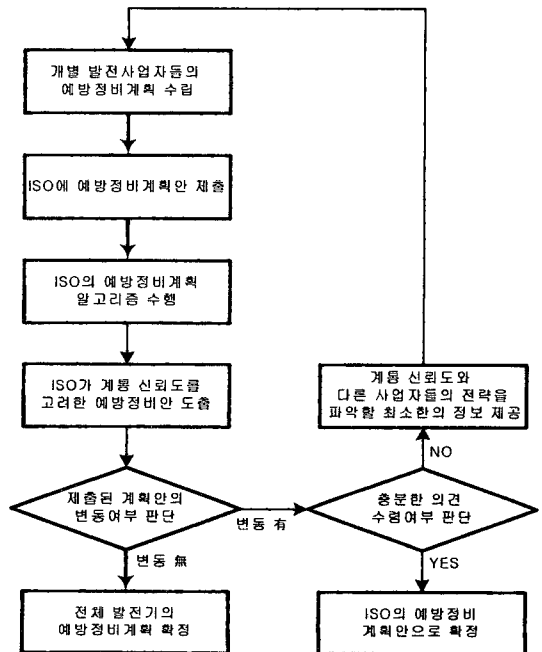 개별 발전사업자들의
예방정비계획 수립
ISO에 예방정비계획안 제출
ISO의 예방정비계획
알고리즘 수행
ISO가 계통 신뢰도를
고려한 예방정비안 도출
계통 신뢰도와
다른 사업자들의 전략을
파악할 최소한의 정보 제공
NO
제출된 계획안의
변동여부 판단
변동 有
충분한 의견
수렴여부 판단
변동 無
YES
전체 발전기의
예방정비계획 확정
ISO의 예방정비
계획안으로 확정